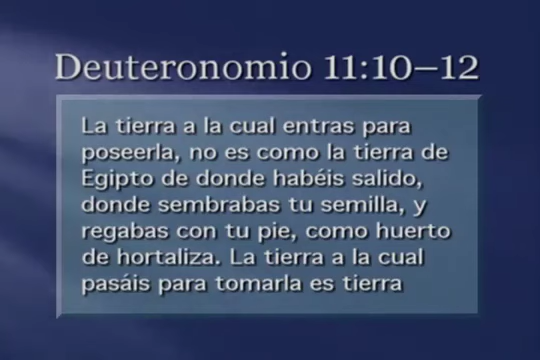 Deuteronomio 11:10–12
La tierra a la cual entras para
poseerla, no es como la tierra de
Egipto de donde habéis salido,
donde sembrabas tu semilla, y
regabas con tu pie, como huerto
de hortaliza. La tierra a la cual
pasáis para tomarla es tierra